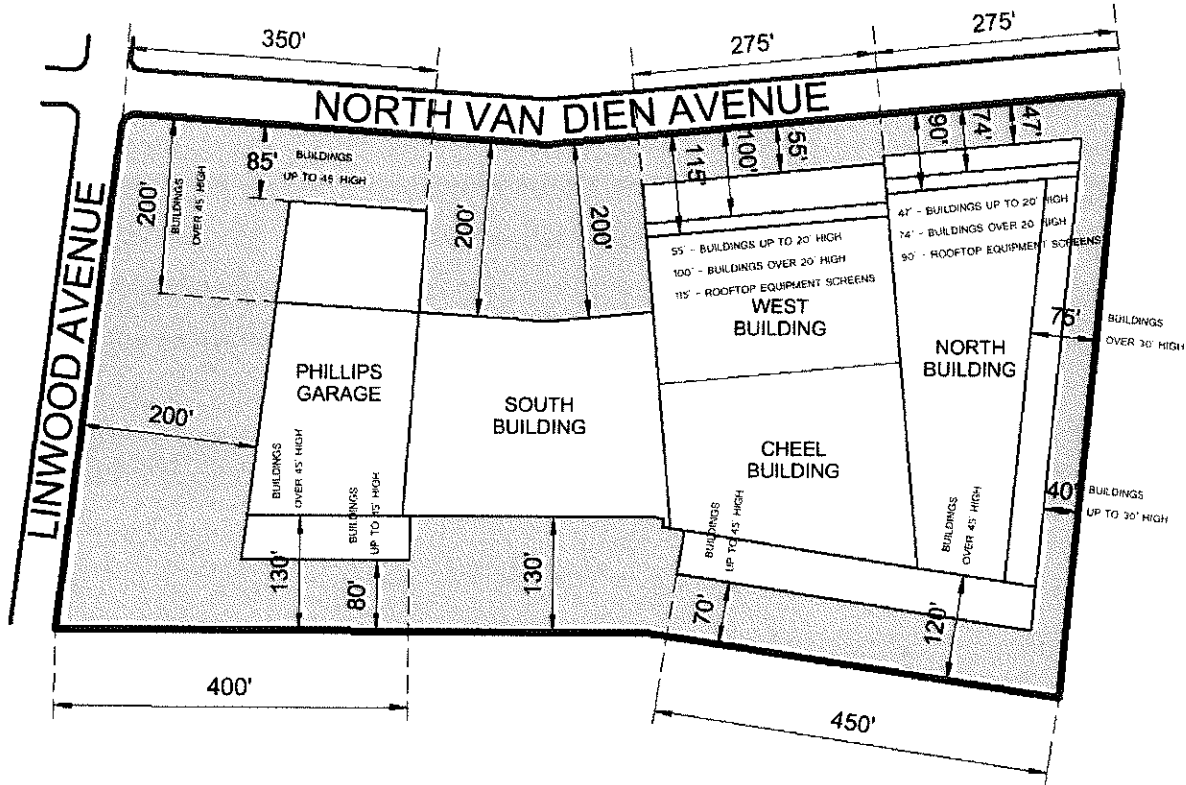 350'
275'
275'
NORTH VAN DIEN AVENUE
LINWOOD AVENUE
200'
BUILDINGS
OVER 45' HIGH
85'
BUILDINGS
UP TO 45' HIGH
200'
200'
115'
100'
55'
90'
74'
47'
55' - BUILDINGS UP TO 20' HIGH
100' - BUILDINGS OVER 20' HIGH
115' - ROOFTOP EQUIPMENT SCREENS
47' - BUILDINGS UP TO 20' HIGH
74' - BUILDINGS OVER 20' HIGH
90' - ROOFTOP EQUIPMENT SCREENS
WEST
BUILDING
NORTH
BUILDING
75'
BUILDINGS
OVER 30' HIGH
PHILLIPS
GARAGE
SOUTH
BUILDING
CHEEL
BUILDING
200'
BUILDINGS
OVER 45' HIGH
BUILDINGS
UP TO 45' HIGH
BUILDINGS
UP TO 45' HIGH
BUILDINGS
OVER 45' HIGH
40'
BUILDINGS
UP TO 30' HIGH
130'
80'
130'
70'
120'
400'
450'